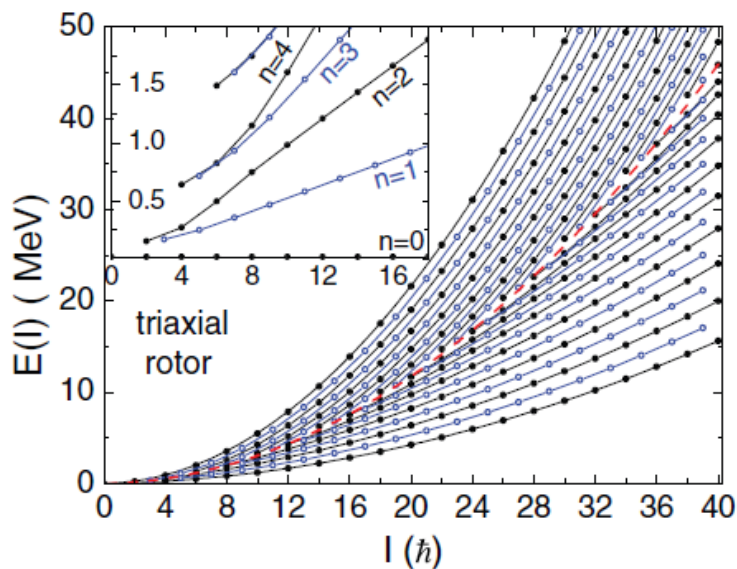 50
40
30
20
10
0
E(I) ( MeV)
1.5
1.0
0.5
n=4
n=3
n=2
n=1
n=0
0 4 8 12 16
triaxial
rotor
0 4 8 12 16 20 24 28 32 36 40
I (ℏ)